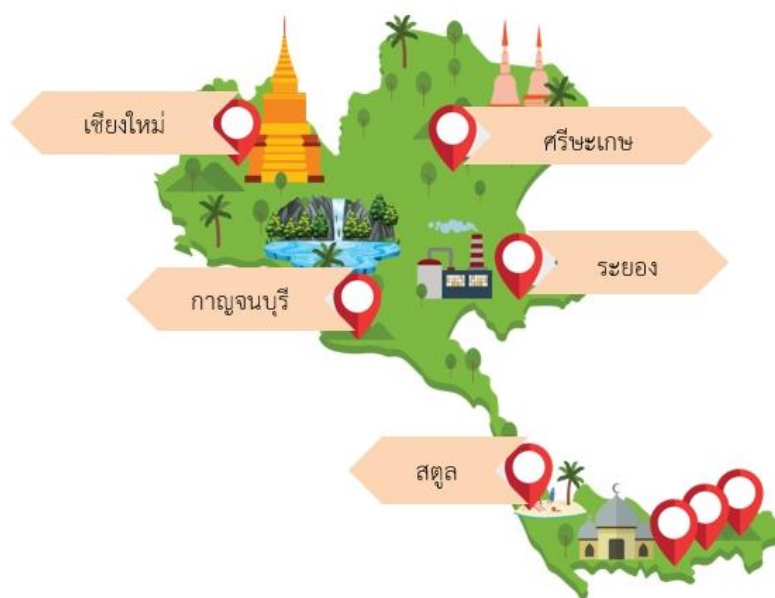 เชียงใหม่
ศรีษะเกษ
ระยอง
กาญจนบุรี
สตูล